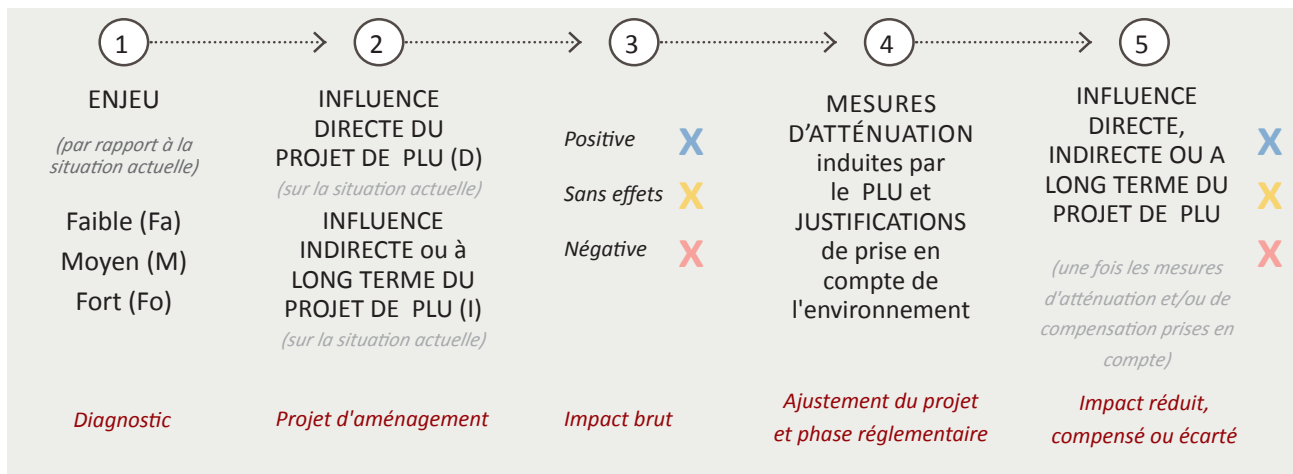 1
2
3
4
5
ENJEU
(par rapport à la
situation actuelle)
Faible (Fa)
Moyen (M)
Fort (Fo)
Diagnostic
INFLUENCE
DIRECTE DU
PROJET DE PLU (D)
(sur la situation actuelle)
INFLUENCE
INDIRECTE ou à
LONG TERME DU
PROJET DE PLU (I)
(sur la situation actuelle)
Projet d'aménagement
Positive X
Sans effets X
Négative X
Impact brut
MESURES
D’ATTÉNUATION
induites par
le PLU et
JUSTIFICATIONS
de prise en
compte de
l'environnement
Ajustement du projet
et phase réglementaire
INFLUENCE
DIRECTE,
INDIRECTE OU A
LONG TERME DU
PROJET DE PLU
X
X
X
(une fois les mesures
d'atténuation et/ou de
compensation prises en
compte)
Impact réduit,
compensé ou écarté